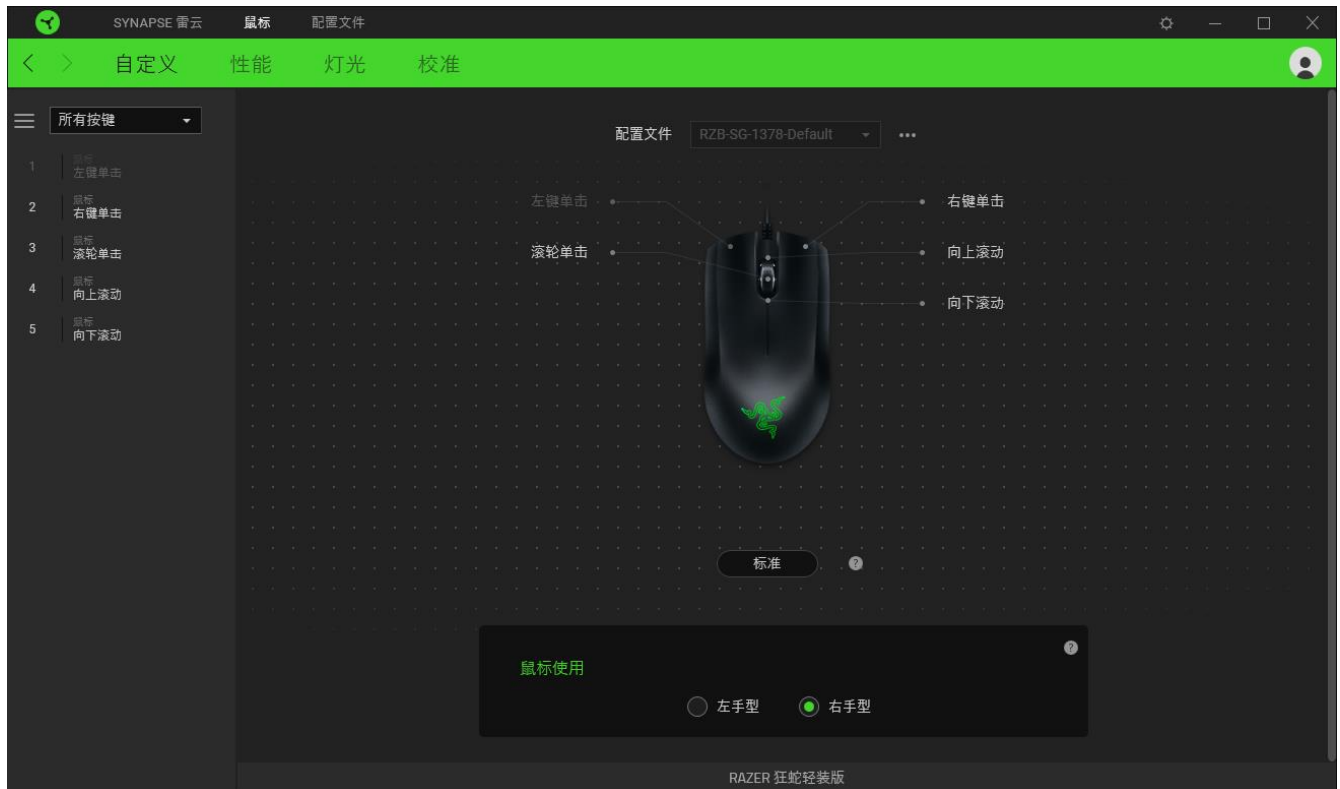 SYNAPSE 雷云 鼠标 配置文件
自定义 性能 灯光 校准
所有按键
配置文件 RZB-SG-1378-Default
1 鼠标
左键单击
2 鼠标
右键单击
3 鼠标
滚轮单击
4 鼠标
向上滚动
5 鼠标
向下滚动
左键单击 右键单击
滚轮单击 向上滚动
向下滚动
标准 ?
?
鼠标使用
左手型 右手型
RAZER 狂蛇轻装版